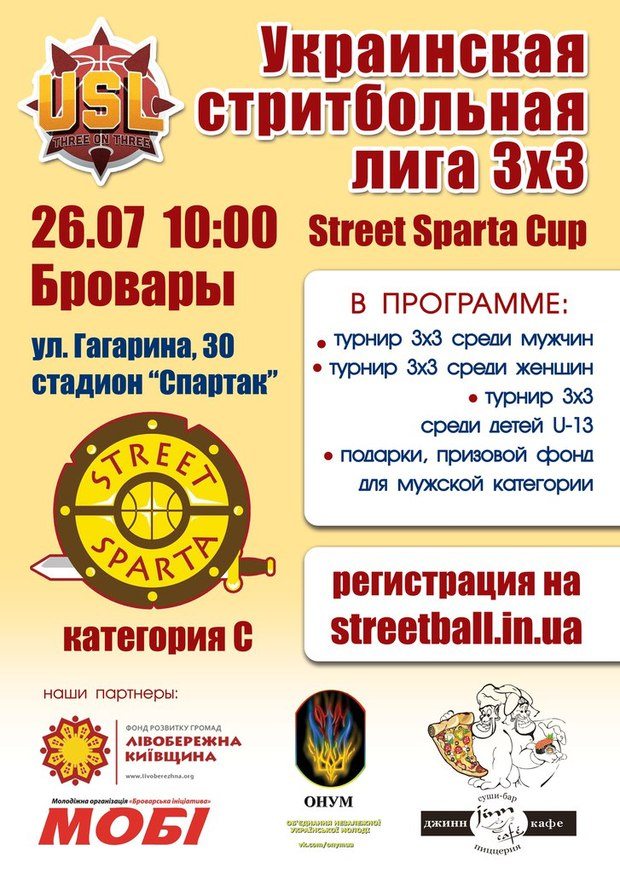 USL
THREE ON THREE
Украинская
стритбольная
лига 3х3
26.07 10:00
Бровары
Street Sparta Cup
ул. Гагарина, 30
стадион “Спартак”
В ПРОГРАММЕ:
• турнир 3х3 среди мужчин
• турнир 3х3 среди женщин
• турнир 3х3
среди детей U-13
• подарки, призовой фонд
для мужской категории
STREET
SPARTA
категория С
регистрация на
streetball.in.ua
наши партнеры:
ФОНД РОЗВИТКУ ГРОМАД
ЛІВОБЕРЕЖНА
КИЇВЩИНА
www.livoberezhna.org
Молодіжна організація «Броварська ініціатива»
МОБІ
ОНУМ
ОБ'ЄДНАННЯ НЕЗАЛЕЖНОЇ
УКРАЇНСЬКОЇ МОЛОДІ
vk.com/onymua
суши-бар
джинн
jinn
cafe
кафе
пиццерия